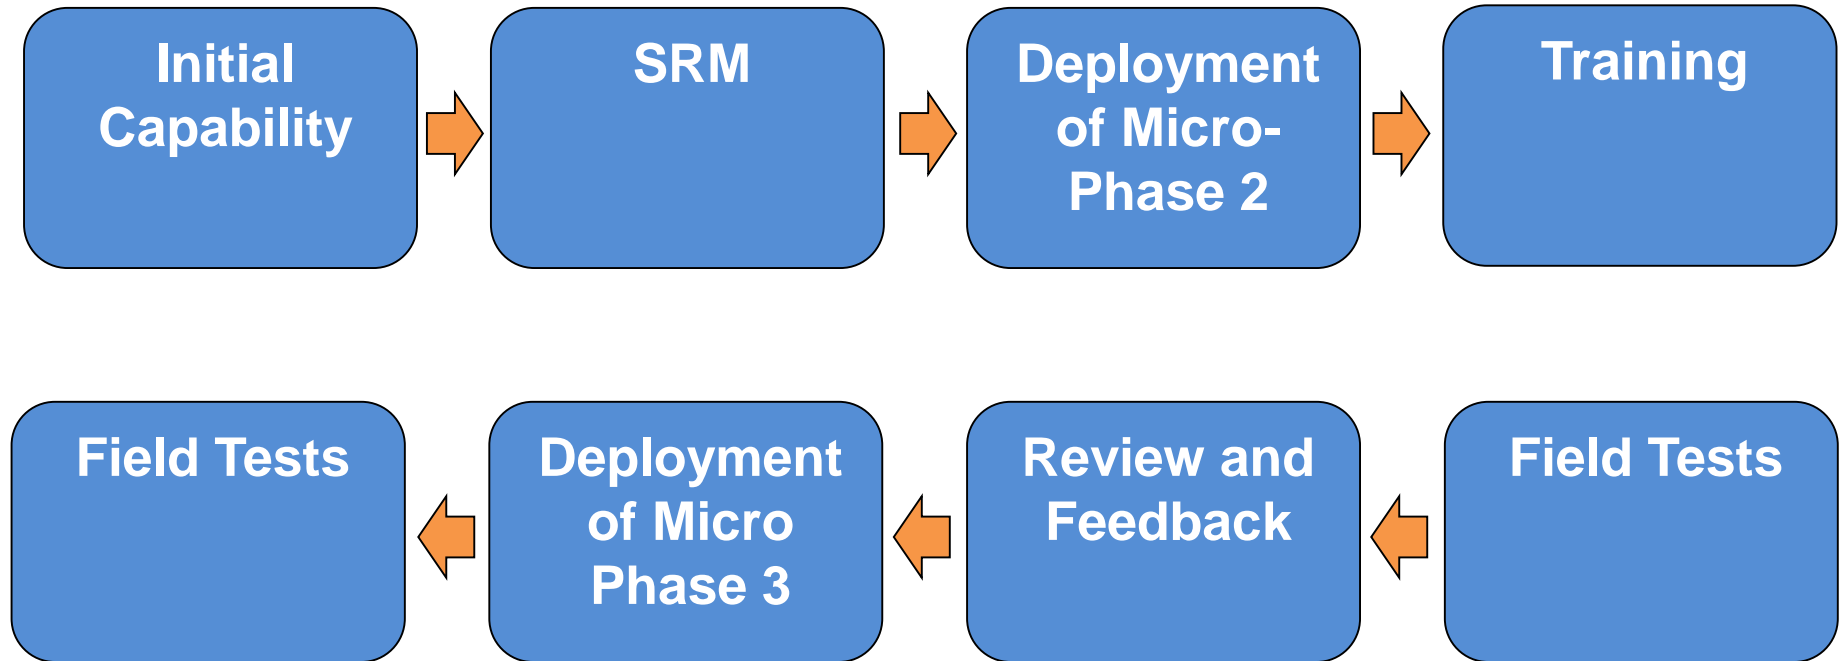 Initial
Capability
SRM
Deployment
of Micro-
Phase 2
Training
Field Tests
Deployment
of Micro
Phase 3
Review and
Feedback
Field Tests